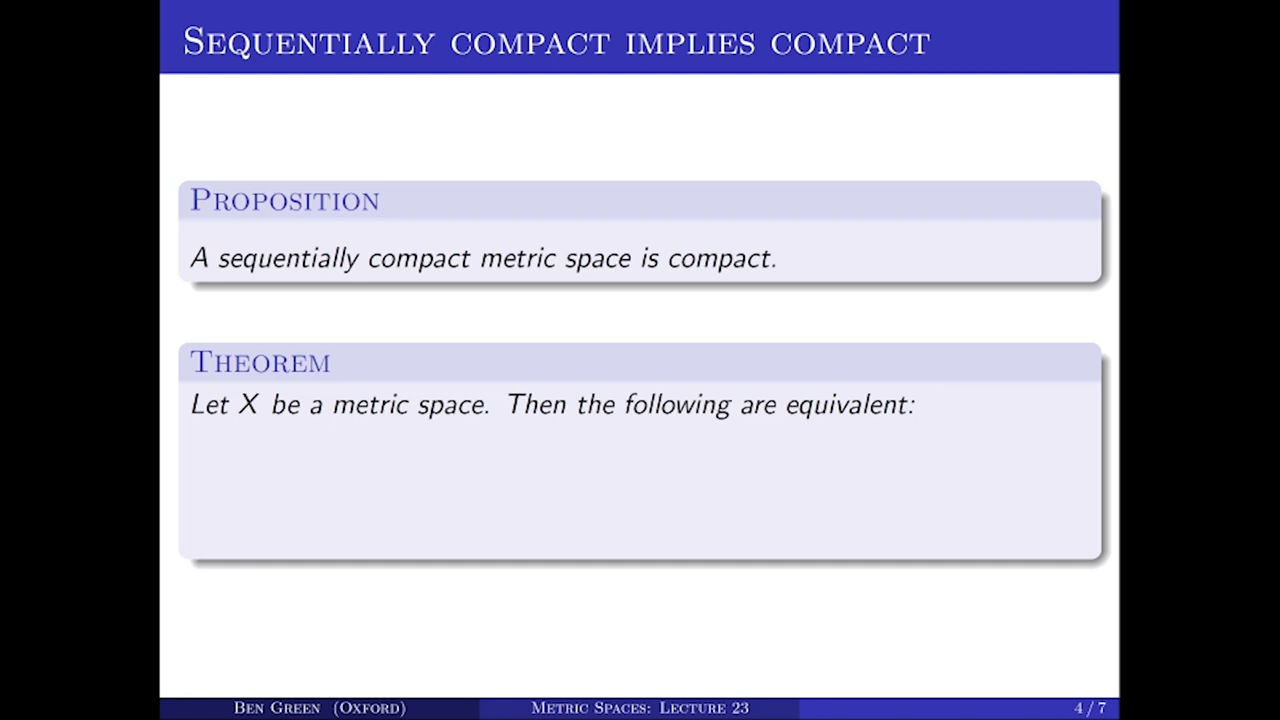 Sequentially compact implies compact
Proposition
A sequentially compact metric space is compact.
Theorem
Let X be a metric space. Then the following are equivalent:
Ben Green (Oxford)
Metric Spaces: Lecture 23
4 / 7